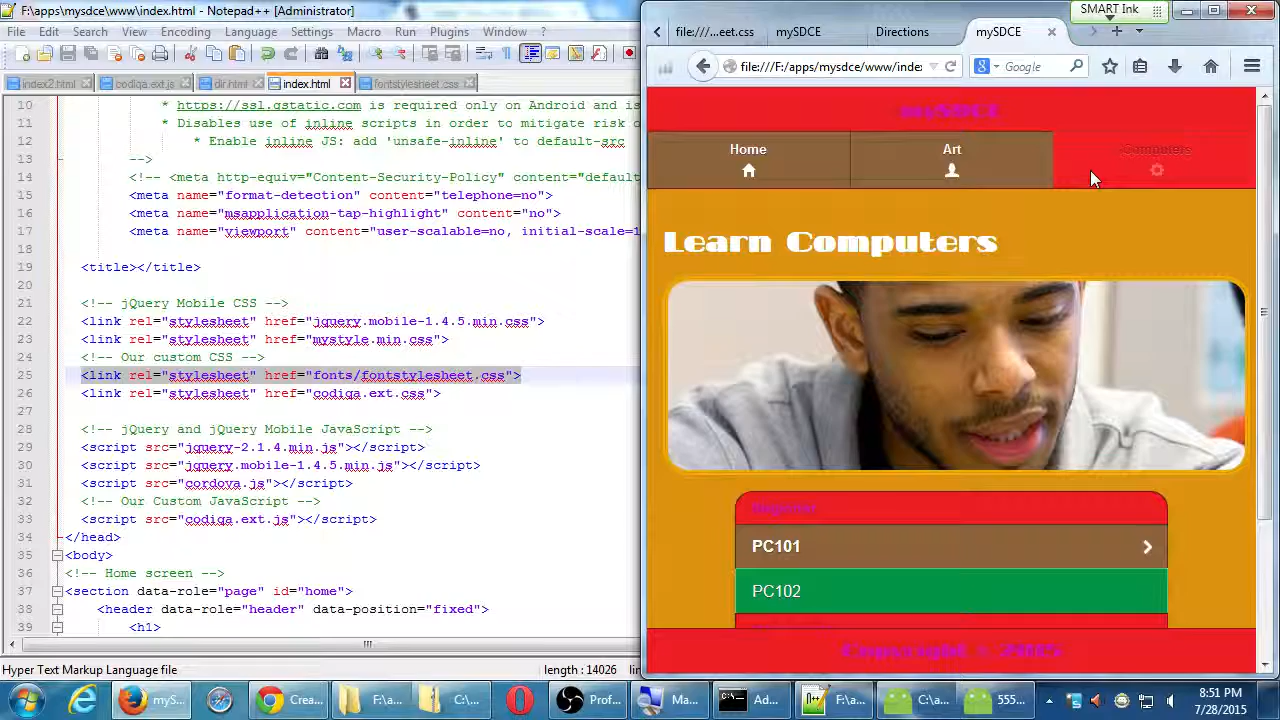 F:\apps\mysdce\www\index.html - Notepad++ [Administrator]
File Edit Search View Encoding Language Settings Macro Run Plugins Window ?
index2.html codiqa.ext.js dir.html index.html fontstylesheet.css
10 * https://ssl.gstatic.com is required only on Android and is
11 * Disables use of inline scripts in order to mitigate risk o
12 * Enable inline JS: add 'unsafe-inline' to default-src
13 -->
14 <!-- <meta http-equiv="Content-Security-Policy" content="default
15 <meta name="format-detection" content="telephone=no">
16 <meta name="msapplication-tap-highlight" content="no">
17 <meta name="viewport" content="user-scalable=no, initial-scale=1
18
19 <title></title>
20
21 <!-- jQuery Mobile CSS -->
22 <link rel="stylesheet" href="jquery.mobile-1.4.5.min.css">
23 <link rel="stylesheet" href="mystyle.min.css">
24 <!-- Our custom CSS -->
25 <link rel="stylesheet" href="fonts/fontstylesheet.css">
26 <link rel="stylesheet" href="codiqa.ext.css">
27
28 <!-- jQuery and jQuery Mobile JavaScript -->
29 <script src="jquery-2.1.4.min.js"></script>
30 <script src="jquery.mobile-1.4.5.min.js"></script>
31 <script src="cordova.js"></script>
32 <!-- Our Custom JavaScript -->
33 <script src="codiqa.ext.js"></script>
34 </head>
35 <body>
36 <!-- Home screen -->
37 <section data-role="page" id="home">
38 <header data-role="header" data-position="fixed">
39 <h1>
Hyper Text Markup Language file length : 14026 lin
SMART Ink
file:///...eet.css mySDCE Directions mySDCE
file:///F:/apps/mysdce/www/index Google
mySDCE
Home Art Computers
Learn Computers
Beginner
PC101
PC102
Copyright © 2015
myS... Crea... F:\a... C:\... Prof... Ma... Ad... F:\a... C:\a... 555... 8:51 PM
7/28/2015